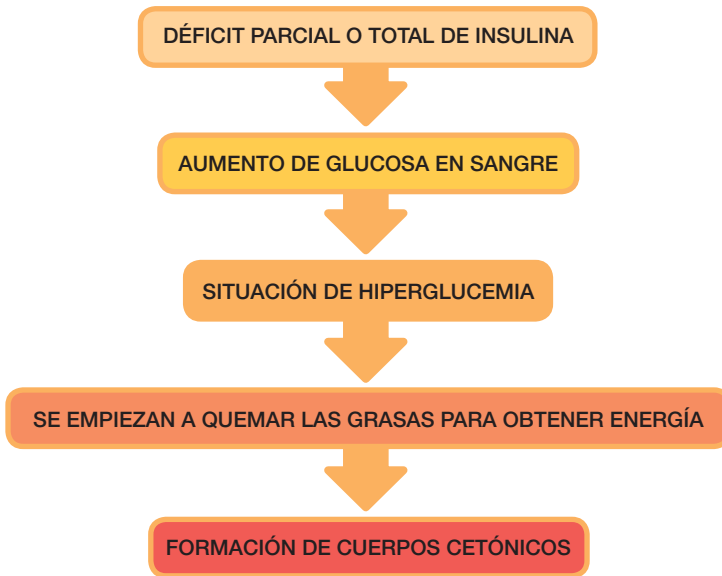 DÉFICIT PARCIAL O TOTAL DE INSULINA
AUMENTO DE GLUCOSA EN SANGRE
SITUACIÓN DE HIPERGLUCEMIA
SE EMPIEZAN A QUEMAR LAS GRASAS PARA OBTENER ENERGÍA
FORMACIÓN DE CUERPOS CETÓNICOS